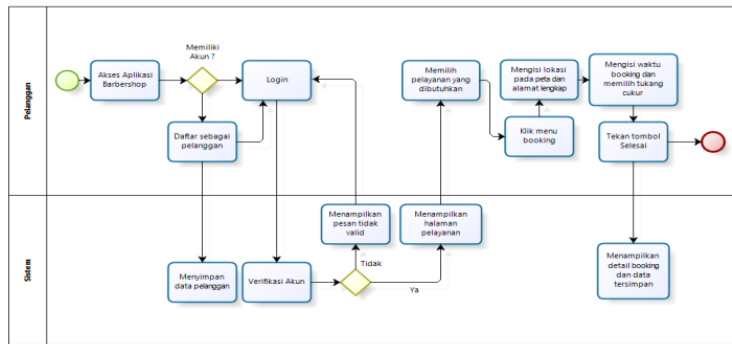 Pelanggan
Akses Aplikasi
Barbershop
Memiliki
Akun ?
Login
Daftar sebagai
pelanggan
Memilih
pelayanan yang
dibutuhkan
Klik menu
booking
Mengisi lokasi
pada peta dan
alamat lengkap
Mengisi waktu
booking dan
memilih tukang
cukur
Tekan tombol
Selesai
Sistem
Menyimpan
data pelanggan
Verifikasi Akun
Menampilkan
pesan tidak
valid
Tidak
Ya
Menampilkan
halaman
pelayanan
Menampilkan
detail booking
dan data
tersimpan